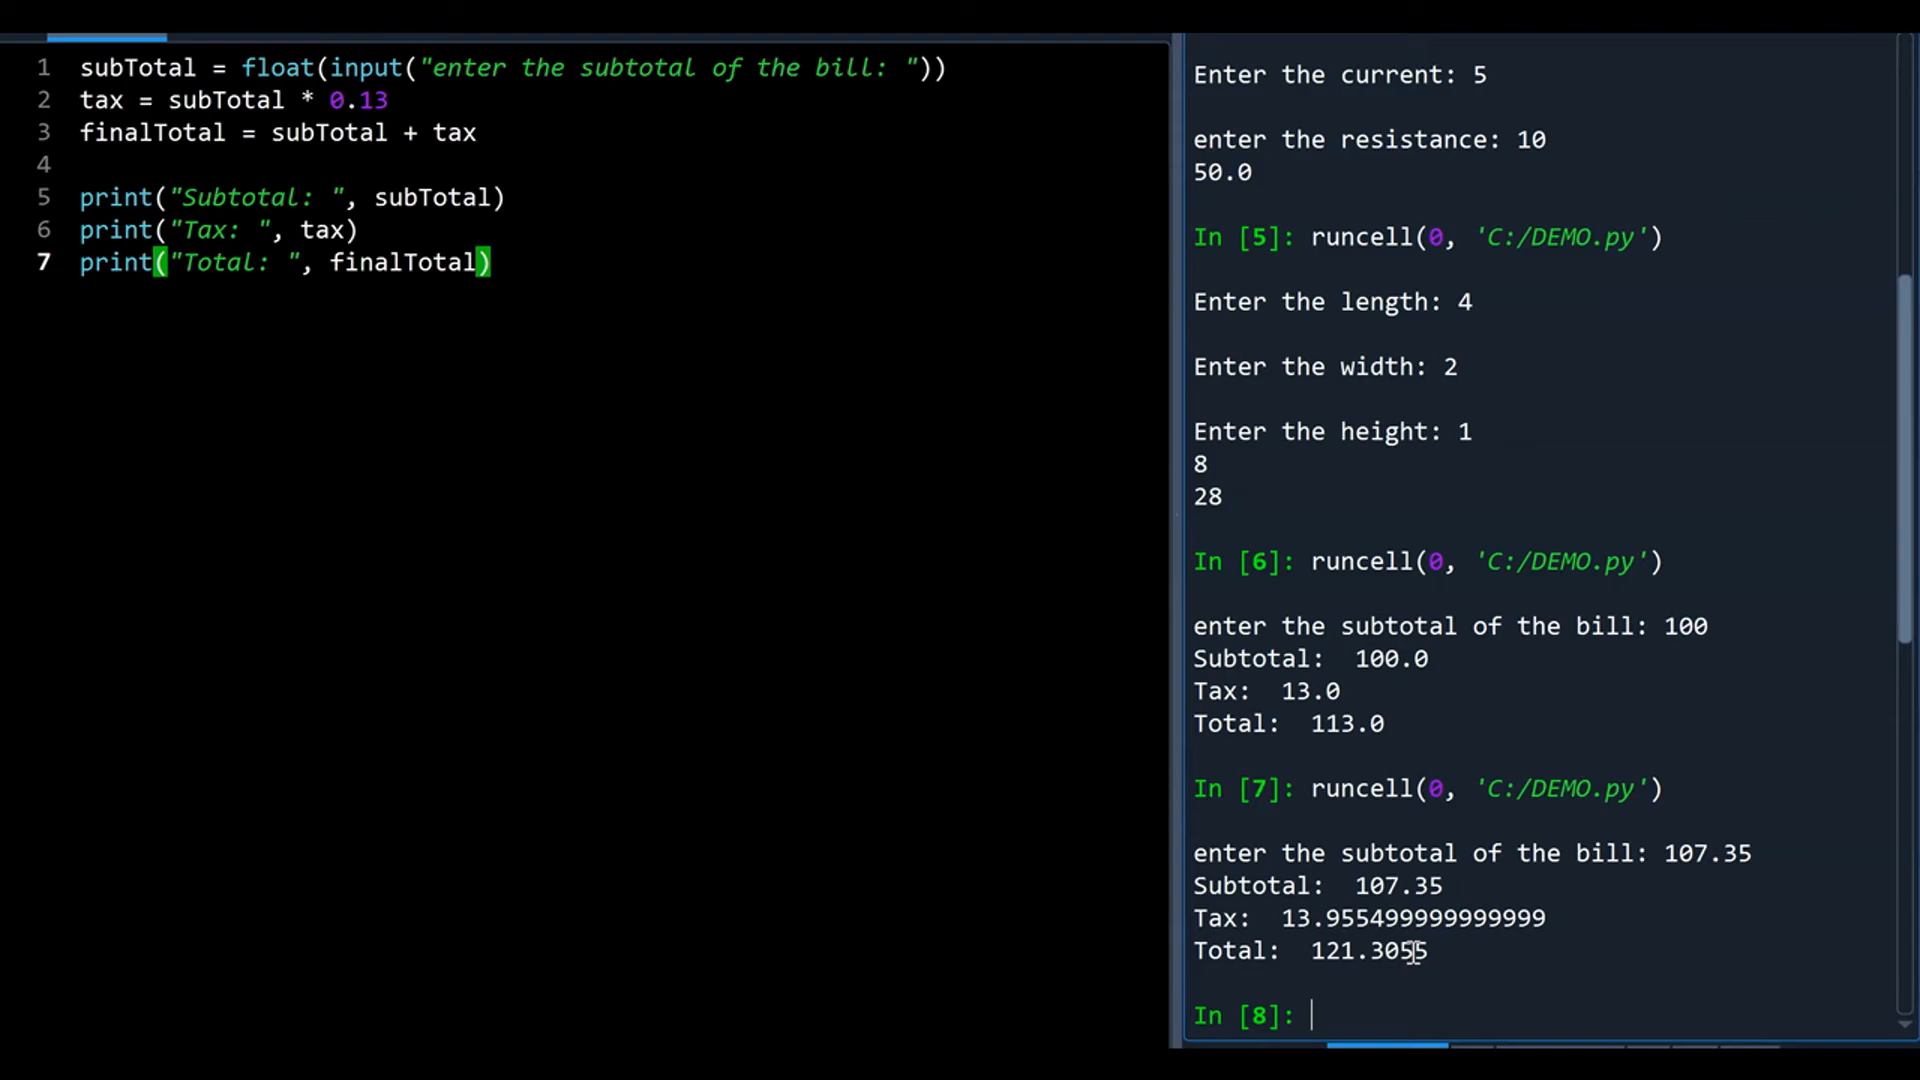 1 subTotal = float(input("enter the subtotal of the bill: "))
2 tax = subTotal * 0.13
3 finalTotal = subTotal + tax
4
5 print("Subtotal: ", subTotal)
6 print("Tax: ", tax)
7 print("Total: ", finalTotal)
Enter the current: 5
enter the resistance: 10
50.0
In [5]: runcell(0, 'C:/DEMO.py')
Enter the length: 4
Enter the width: 2
Enter the height: 1
8
28
In [6]: runcell(0, 'C:/DEMO.py')
enter the subtotal of the bill: 100
Subtotal:  100.0
Tax:  13.0
Total:  113.0
In [7]: runcell(0, 'C:/DEMO.py')
enter the subtotal of the bill: 107.35
Subtotal:  107.35
Tax:  13.955499999999999
Total:  121.3055
In [8]: